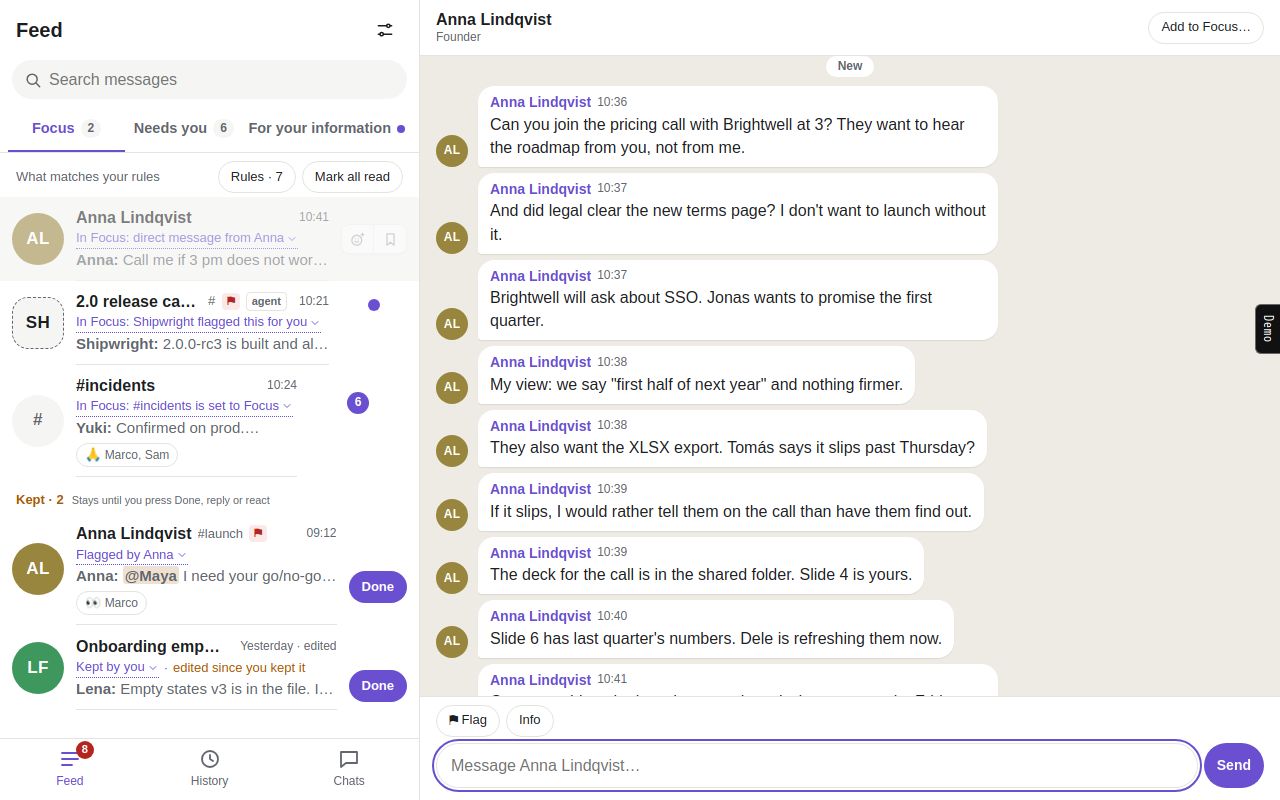 Feed
Search messages
Focus 2
Needs you 6
For your information
What matches your rules
Rules · 7
Mark all read
AL
Anna Lindqvist
10:41
In Focus: direct message from Anna
Anna: Call me if 3 pm does not wor…
SH
2.0 release ca…
#
agent
10:21
In Focus: Shipwright flagged this for you
Shipwright: 2.0.0-rc3 is built and al…
#
#incidents
10:24
In Focus: #incidents is set to Focus
6
Yuki: Confirmed on prod.…
🙏 Marco, Sam
Kept · 2 Stays until you press Done, reply or react
AL
Anna Lindqvist #launch
09:12
Flagged by Anna
Anna: @Maya I need your go/no-go…
Done
👀 Marco
LF
Onboarding emp…
Yesterday · edited
Kept by you · edited since you kept it
Lena: Empty states v3 is in the file. I…
Done
8
Feed
History
Chats
Anna Lindqvist
Founder
Add to Focus…
New
Anna Lindqvist 10:36
Can you join the pricing call with Brightwell at 3? They want to hear
the roadmap from you, not from me.
AL
Anna Lindqvist 10:37
And did legal clear the new terms page? I don't want to launch without
it.
AL
Anna Lindqvist 10:37
Brightwell will ask about SSO. Jonas wants to promise the first
quarter.
AL
Anna Lindqvist 10:38
My view: we say "first half of next year" and nothing firmer.
AL
Anna Lindqvist 10:38
They also want the XLSX export. Tomás says it slips past Thursday?
AL
Anna Lindqvist 10:39
If it slips, I would rather tell them on the call than have them find out.
AL
Anna Lindqvist 10:39
The deck for the call is in the shared folder. Slide 4 is yours.
AL
Anna Lindqvist 10:40
Slide 6 has last quarter's numbers. Dele is refreshing them now.
AL
Anna Lindqvist 10:41
Demo
Flag
Info
Message Anna Lindqvist…
Send